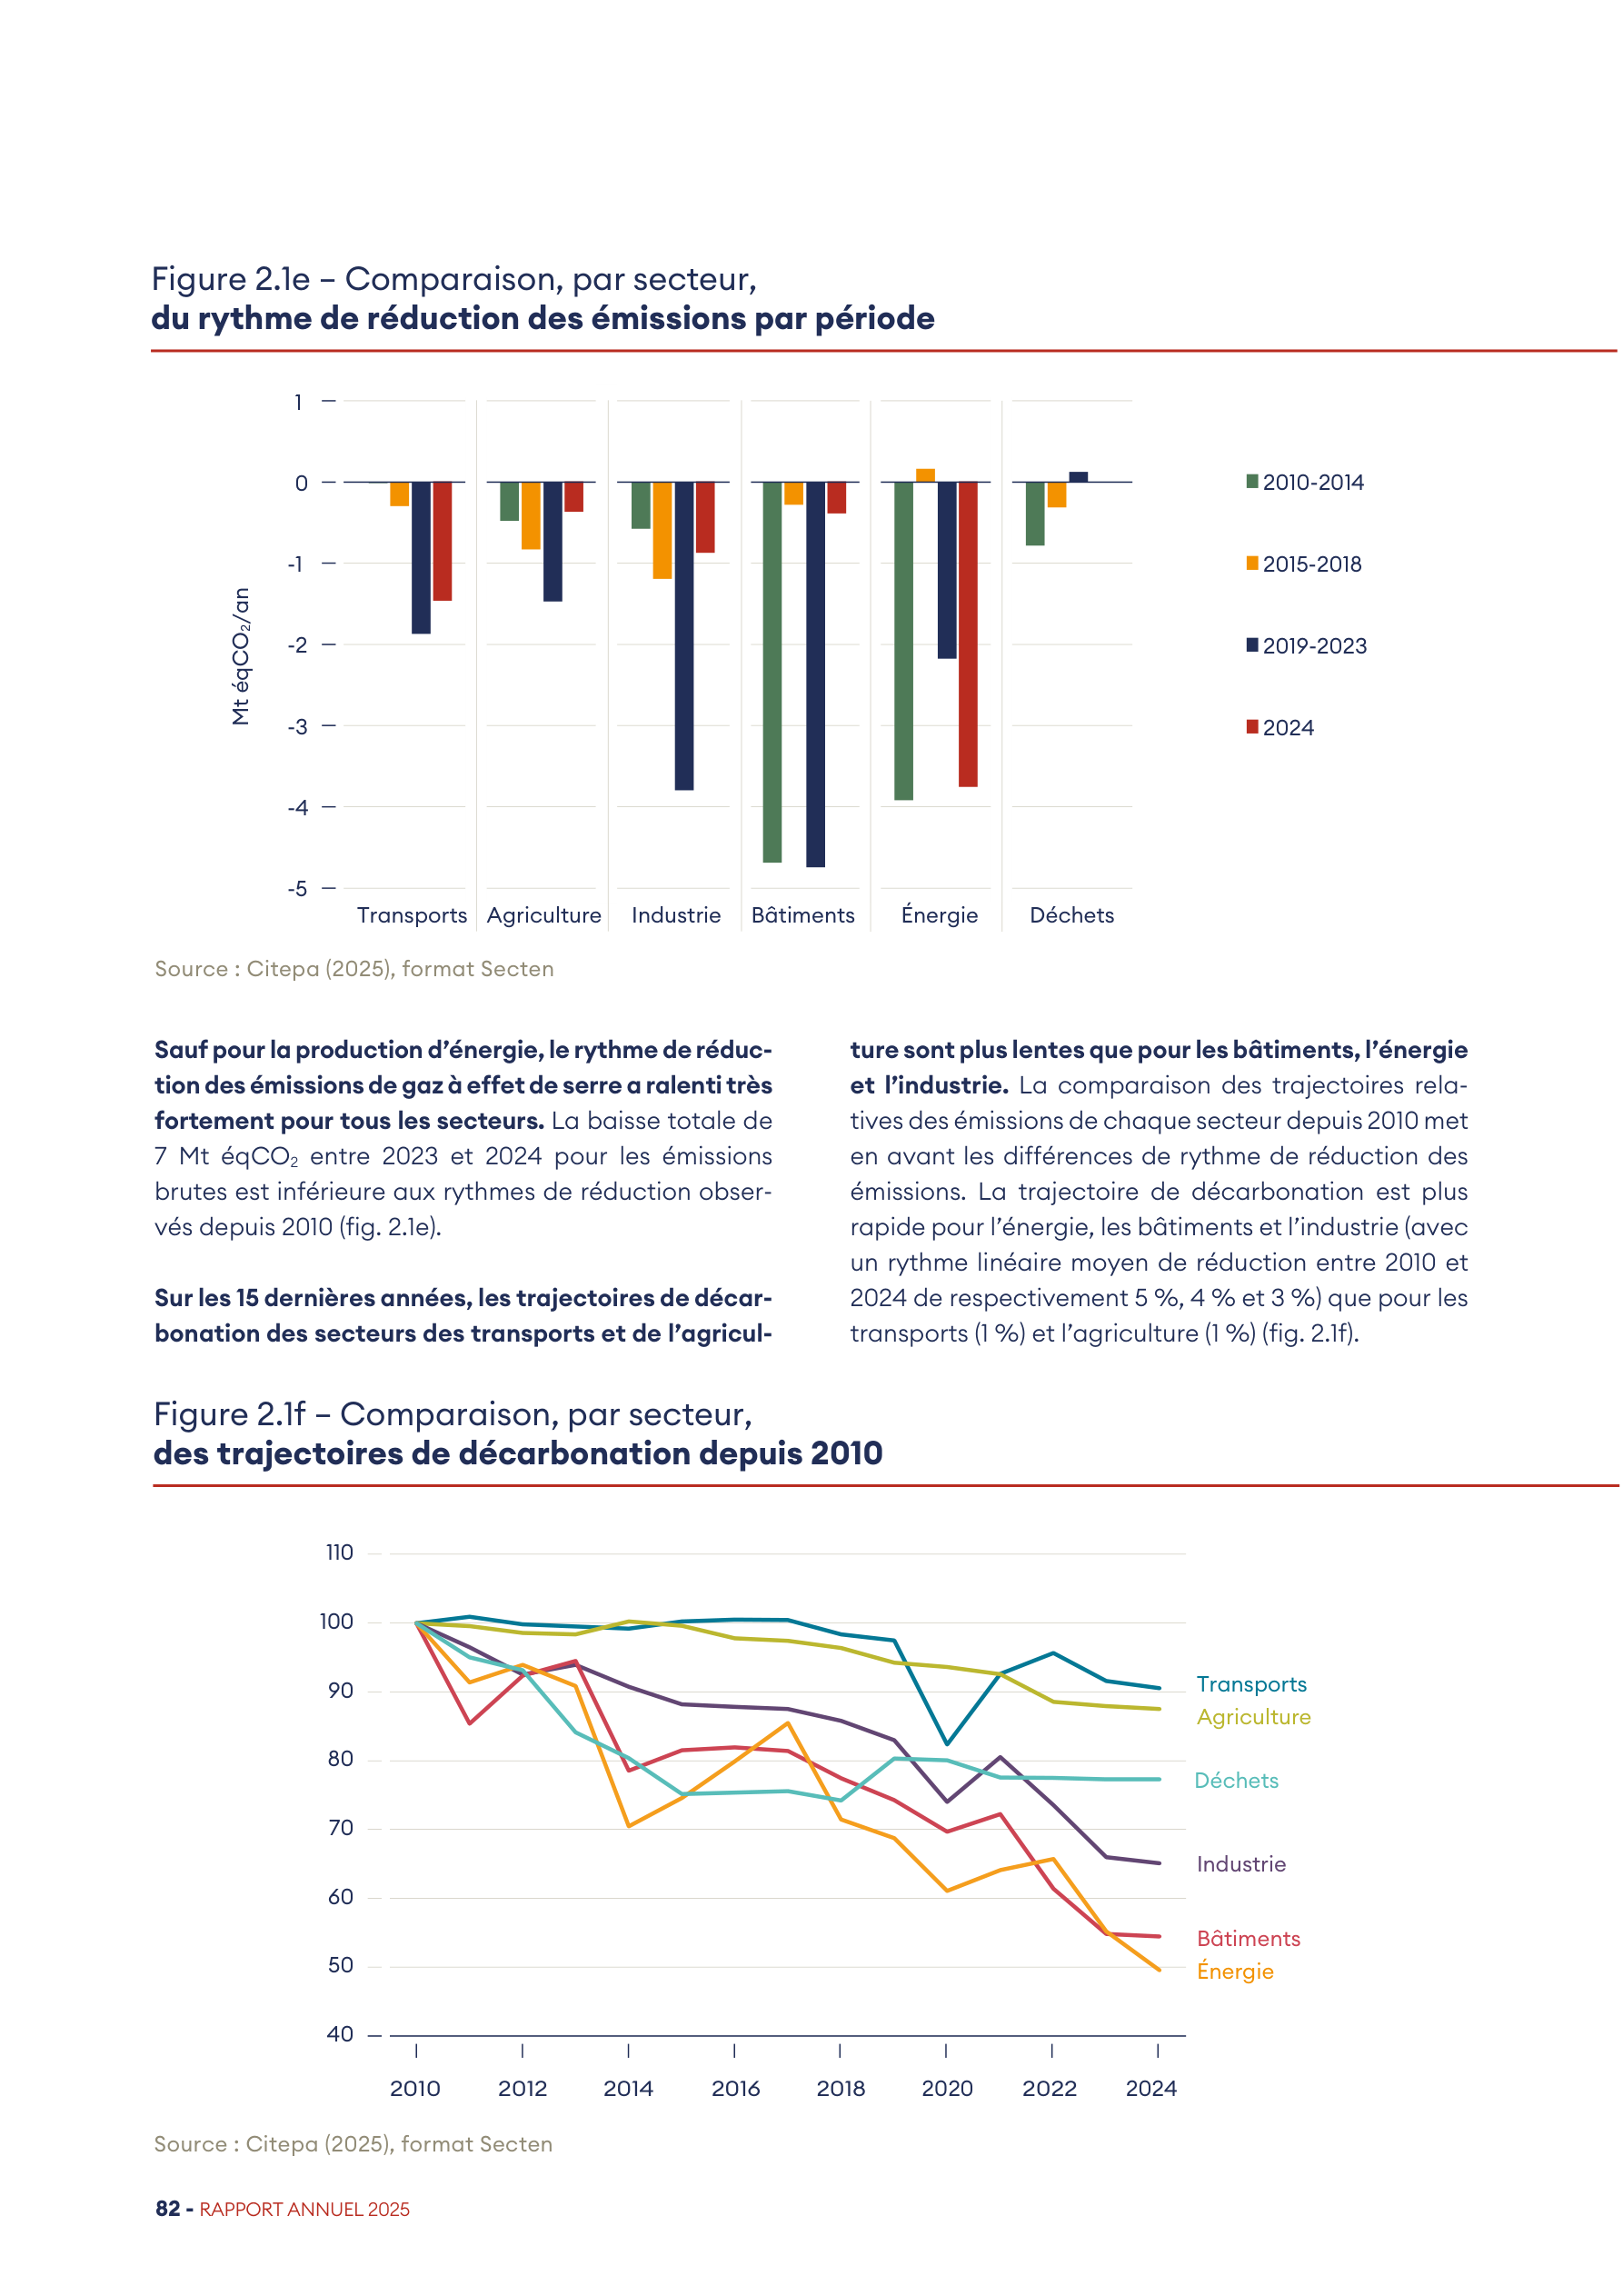 Figure 2.1e – Comparaison, par secteur,
du rythme de réduction des émissions par période
1
0
-1
-2
-3
-4
-5
Mt éqCO₂/an
Transports
Agriculture
Industrie
Bâtiments
Énergie
Déchets
2010-2014
2015-2018
2019-2023
2024
Source : Citepa (2025), format Secten
Sauf pour la production d’énergie, le rythme de réduc-
tion des émissions de gaz à effet de serre a ralenti très
fortement pour tous les secteurs. La baisse totale de
7 Mt éqCO₂ entre 2023 et 2024 pour les émissions
brutes est inférieure aux rythmes de réduction obser-
vés depuis 2010 (fig. 2.1e).
Sur les 15 dernières années, les trajectoires de décar-
bonation des secteurs des transports et de l’agricul-
ture sont plus lentes que pour les bâtiments, l’énergie
et l’industrie. La comparaison des trajectoires rela-
tives des émissions de chaque secteur depuis 2010 met
en avant les différences de rythme de réduction des
émissions. La trajectoire de décarbonation est plus
rapide pour l’énergie, les bâtiments et l’industrie (avec
un rythme linéaire moyen de réduction entre 2010 et
2024 de respectivement 5 %, 4 % et 3 %) que pour les
transports (1 %) et l’agriculture (1 %) (fig. 2.1f).
Figure 2.1f – Comparaison, par secteur,
des trajectoires de décarbonation depuis 2010
110
100
90
80
70
60
50
40
Transports
Agriculture
Déchets
Industrie
Bâtiments
Énergie
2010
2012
2014
2016
2018
2020
2022
2024
Source : Citepa (2025), format Secten
82 - RAPPORT ANNUEL 2025